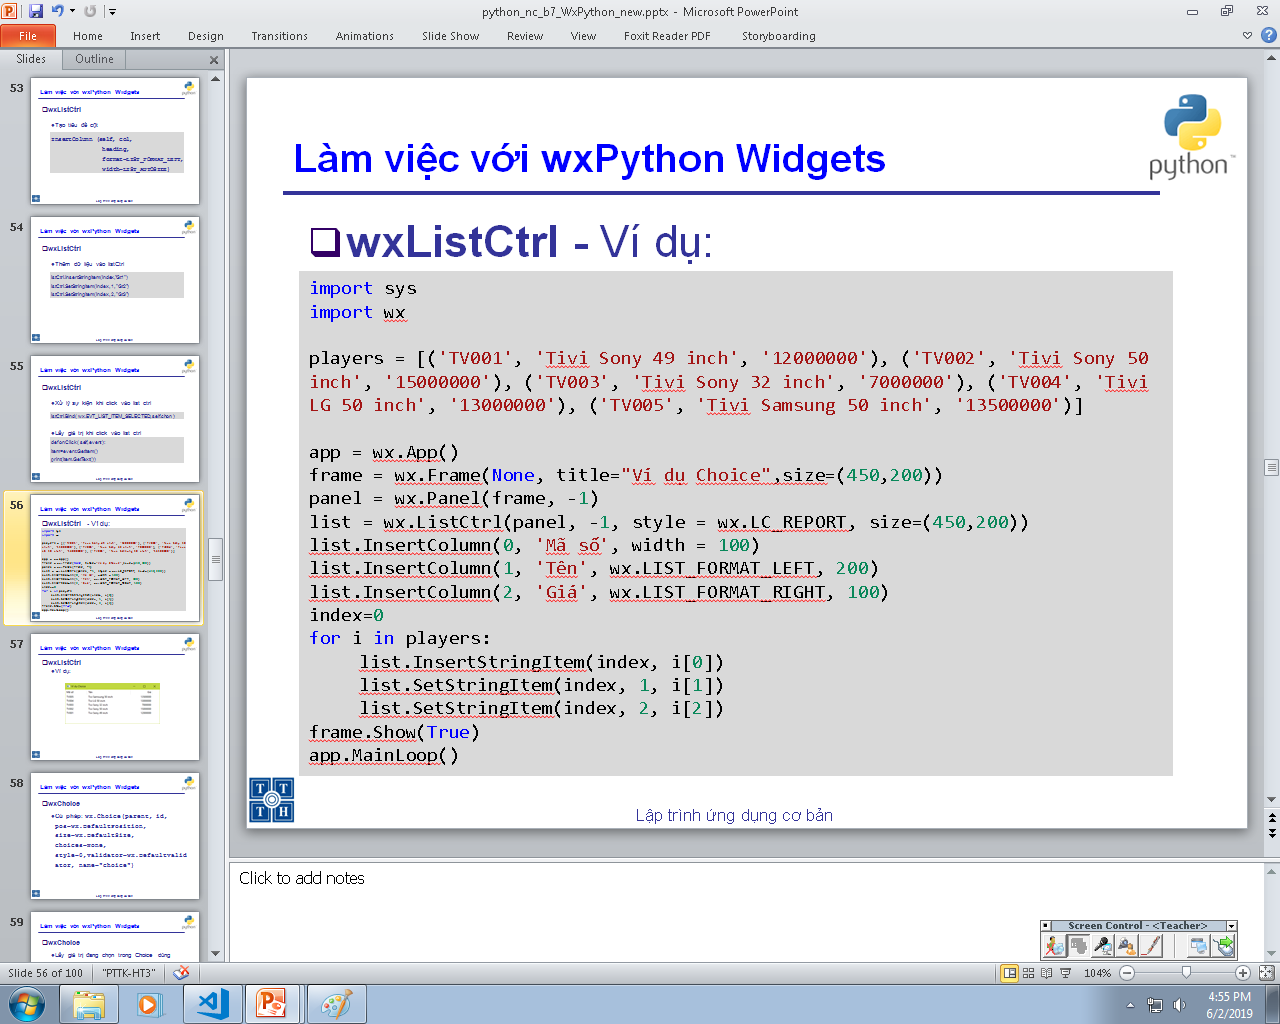 python_nc_b7_WxPython_new.pptx - Microsoft PowerPoint
File Home Insert Design Transitions Animations Slide Show Review View Foxit Reader PDF Storyboarding
Slides Outline
53
Làm việc với wxPython Widgets
wxListCtrl
Tạo tiêu đề cột
54
Làm việc với wxPython Widgets
wxListCtrl
Thêm dữ liệu vào listCtrl
55
Làm việc với wxPython Widgets
wxListCtrl
Xử lý sự kiện khi click vào list ctrl
Lấy giá trị khi click vào list ctrl
56
Làm việc với wxPython Widgets
wxListCtrl - Ví dụ:
57
Làm việc với wxPython Widgets
wxListCtrl
Ví dụ:
58
Làm việc với wxPython Widgets
wxChoice
Cú pháp: wx.Choice(parent, id,
pos=wx.DefaultPosition,
size=wx.DefaultSize,
choices=None,
style=0,validator=wx.DefaultValid
ator, name="choice")
59
Làm việc với wxPython Widgets
wxChoice
Lấy giá trị đang chọn trong Choice dùng
python™
Làm việc với wxPython Widgets
wxListCtrl - Ví dụ:
import sys
import wx
players = [('TV001', 'Tivi Sony 49 inch', '12000000'), ('TV002', 'Tivi Sony 50
inch', '15000000'), ('TV003', 'Tivi Sony 32 inch', '7000000'), ('TV004', 'Tivi
LG 50 inch', '13000000'), ('TV005', 'Tivi Samsung 50 inch', '13500000')]
app = wx.App()
frame = wx.Frame(None, title="Ví dụ Choice",size=(450,200))
panel = wx.Panel(frame, -1)
list = wx.ListCtrl(panel, -1, style = wx.LC_REPORT, size=(450,200))
list.InsertColumn(0, 'Mã số', width = 100)
list.InsertColumn(1, 'Tên', wx.LIST_FORMAT_LEFT, 200)
list.InsertColumn(2, 'Giá', wx.LIST_FORMAT_RIGHT, 100)
index=0
for i in players:
list.InsertStringItem(index, i[0])
list.SetStringItem(index, 1, i[1])
list.SetStringItem(index, 2, i[2])
frame.Show(True)
app.MainLoop()
T T
T H
Lập trình ứng dụng cơ bản
Click to add notes
Screen Control - <Teacher>
Slide 56 of 100 "PTTK-HT3" 104%
4:55 PM
6/2/2019